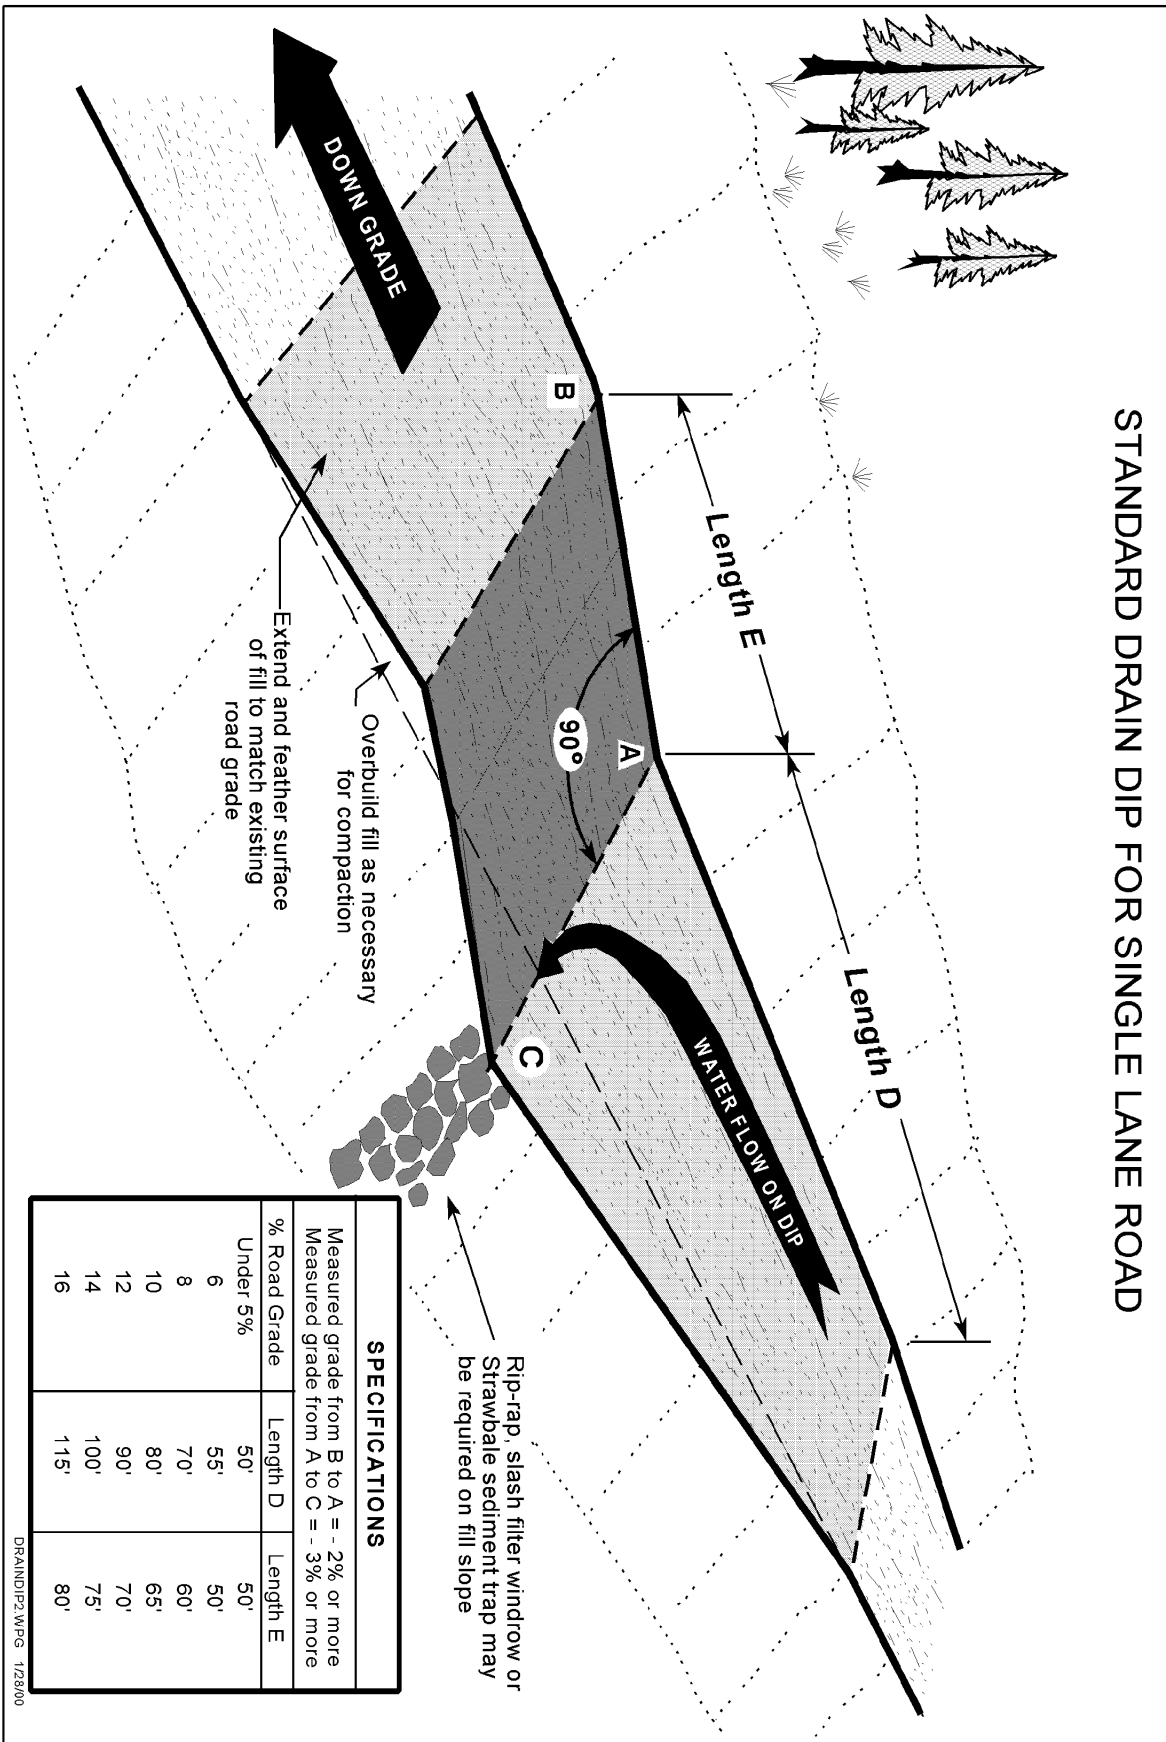 STANDARD DRAIN DIP FOR SINGLE LANE ROAD
Length E
Length D
B
A
C
90°
DOWN GRADE
WATER FLOW ON DIP
Overbuild fill as necessary
for compaction
Extend and feather surface
of fill to match existing
road grade
Rip-rap, slash filter windrow or
Strawbale sediment trap may
be required on fill slope
SPECIFICATIONS
Measured grade from B to A = - 2% or more
Measured grade from A to C = - 3% or more
% Road Grade Length D Length E
Under 5% 50' 50'
6 55' 50'
8 70' 60'
10 80' 65'
12 90' 70'
14 100' 75'
16 115' 80'
DRAINDIP2.WPG 1/28/00